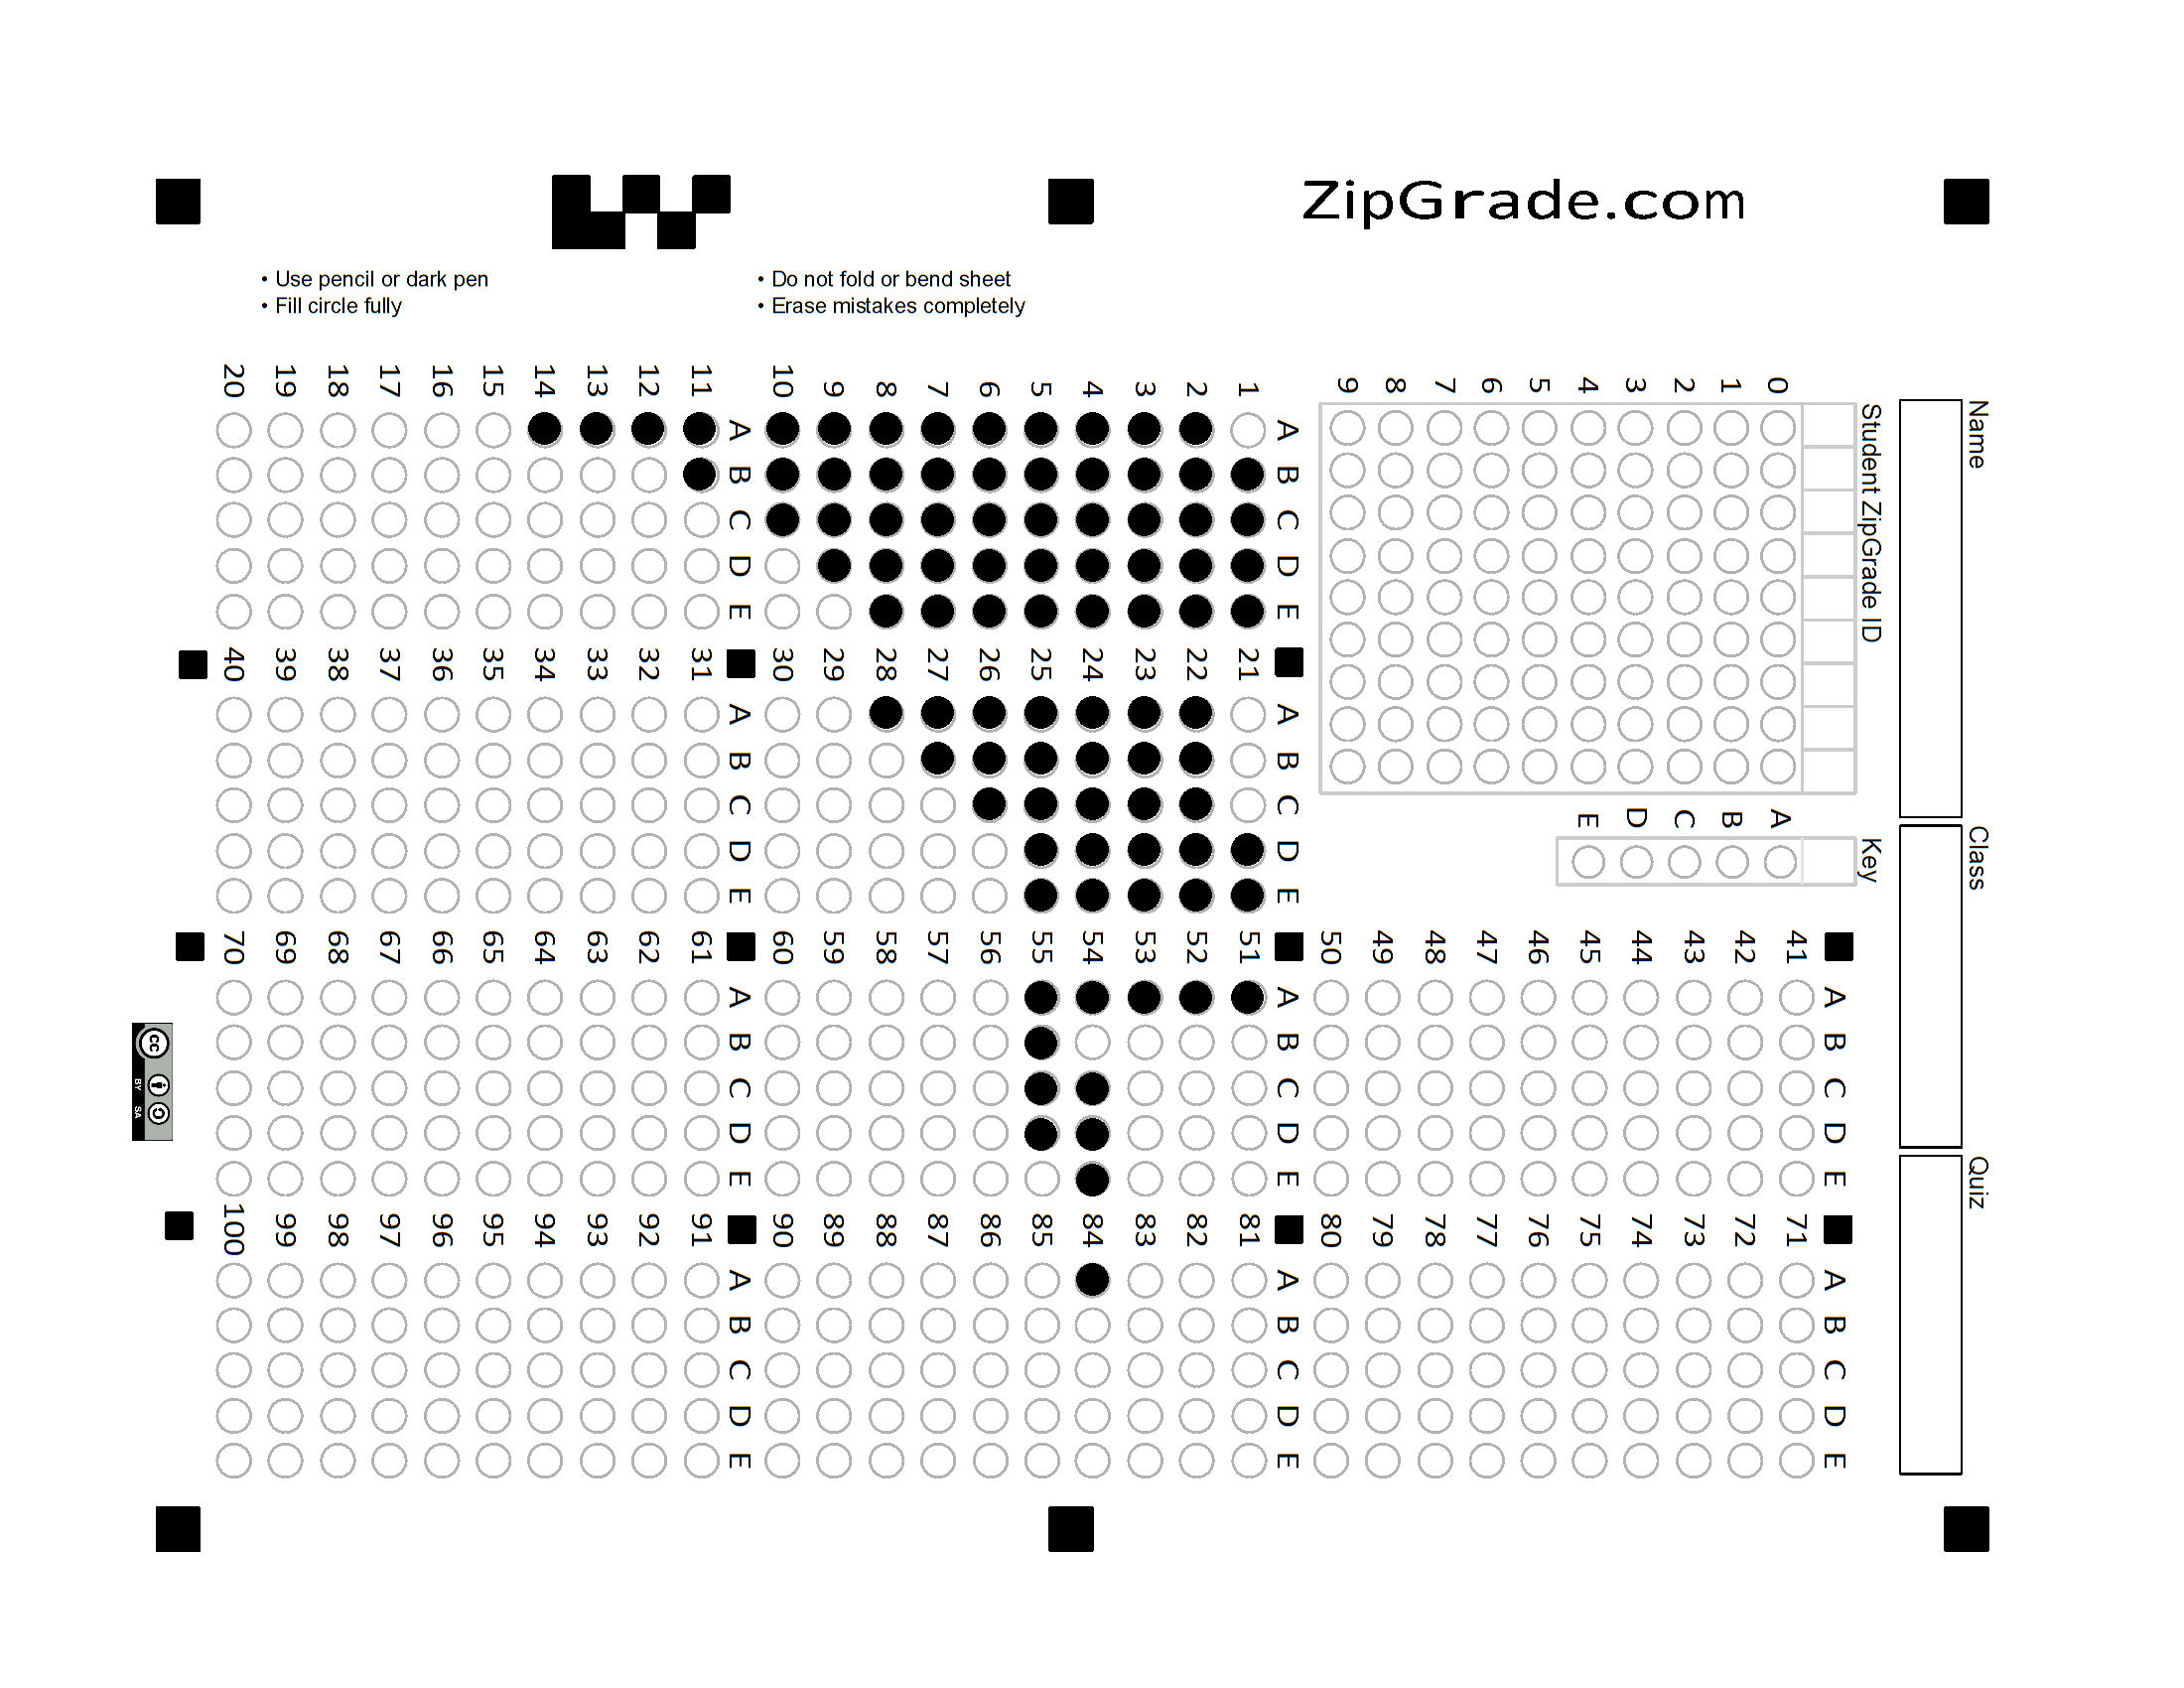 ZipGrade.com
• Use pencil or dark pen
• Fill circle fully
• Do not fold or bend sheet
• Erase mistakes completely
Name
Class
Quiz
Student ZipGrade ID
0 1 2 3 4 5 6 7 8 9
Key
A B C D E
1 2 3 4 5 6 7 8 9 10
A B C D E
11 12 13 14 15 16 17 18 19 20
A B C D E
21 22 23 24 25 26 27 28 29 30
A B C D E
31 32 33 34 35 36 37 38 39 40
A B C D E
41 42 43 44 45 46 47 48 49 50
A B C D E
51 52 53 54 55 56 57 58 59 60
A B C D E
61 62 63 64 65 66 67 68 69 70
A B C D E
71 72 73 74 75 76 77 78 79 80
A B C D E
81 82 83 84 85 86 87 88 89 90
A B C D E
91 92 93 94 95 96 97 98 99 100
A B C D E
cc
BY SA